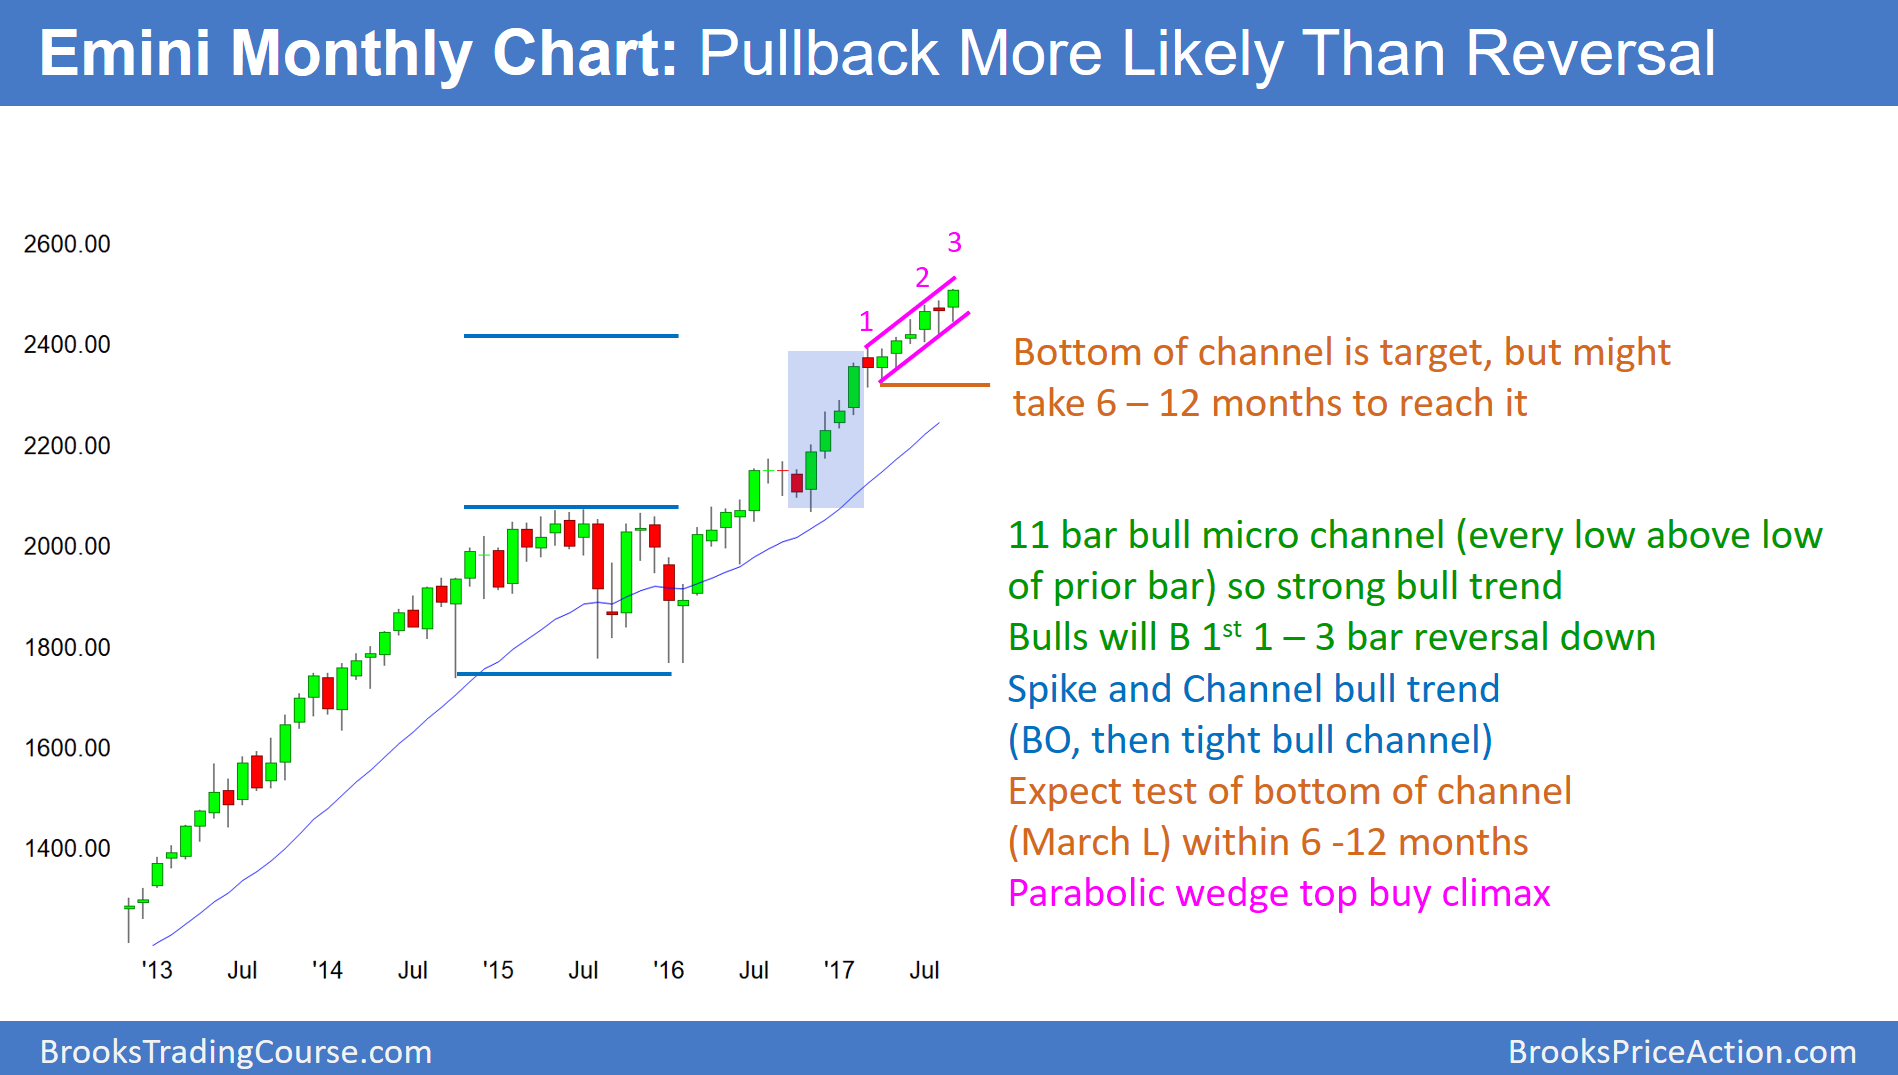 Emini Monthly Chart: Pullback More Likely Than Reversal
2600.00
2400.00
2200.00
2000.00
1800.00
1600.00
1400.00
'13 Jul '14 Jul '15 Jul '16 Jul '17 Jul
1
2
3
Bottom of channel is target, but might
take 6 – 12 months to reach it
11 bar bull micro channel (every low above low
of prior bar) so strong bull trend
Bulls will B 1st 1 – 3 bar reversal down
Spike and Channel bull trend
(BO, then tight bull channel)
Expect test of bottom of channel
(March L) within 6 -12 months
Parabolic wedge top buy climax
BrooksTradingCourse.com
BrooksPriceAction.com